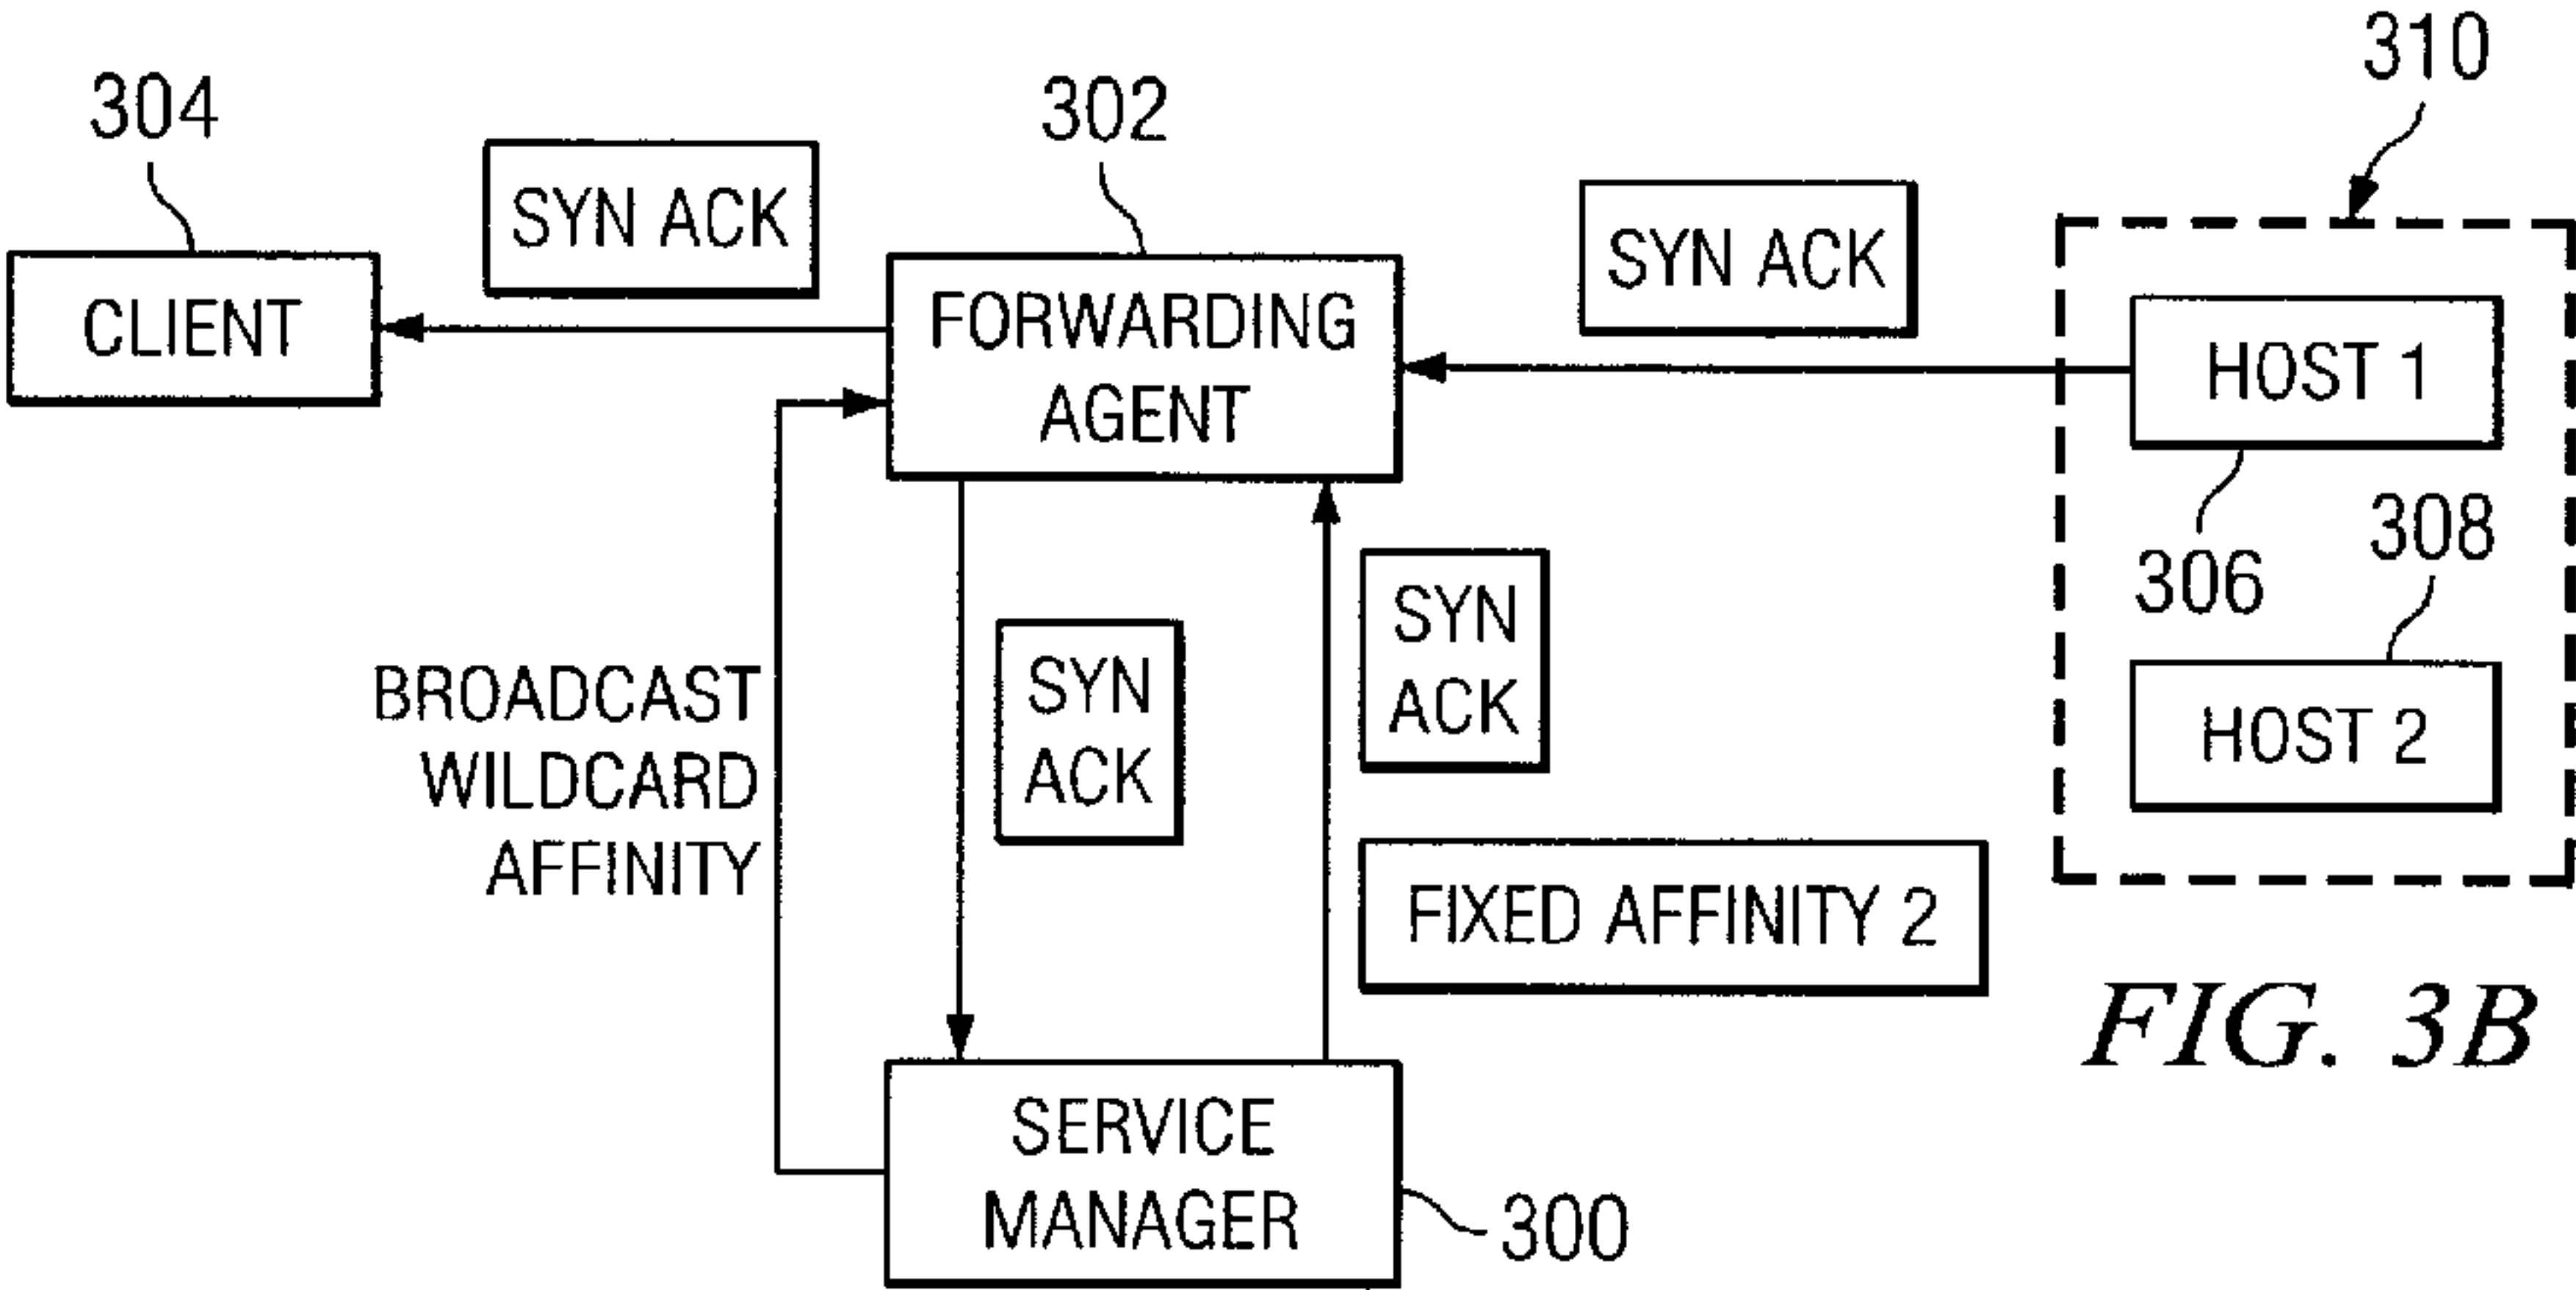 310
304
302
SYN ACK
SYN ACK
CLIENT
FORWARDING
AGENT
HOST 1
306
308
HOST 2
BROADCAST
WILDCARD
AFFINITY
SYN
ACK
SYN
ACK
FIXED AFFINITY 2
SERVICE
MANAGER
300
FIG. 3B